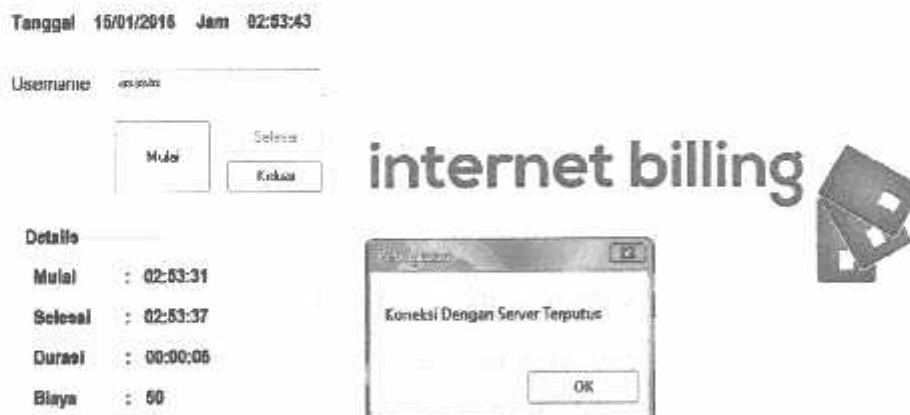 Tanggal 15/01/2016 Jam 02:53:43
Username
Mulai
Selesai
Keluar
internet billing
Details
Mulai : 02:53:31
Selesai : 02:53:37
Durasi : 00:00:05
Biaya : 50
Koneksi Dengan Server Terputus
OK